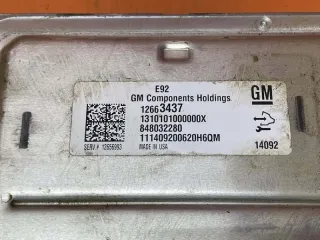 E92
GM Components Holdings
GM
12663437
1310101000000X
848032280
111409200620H6QM
SERV.# 12656993
MADE IN USA
14092